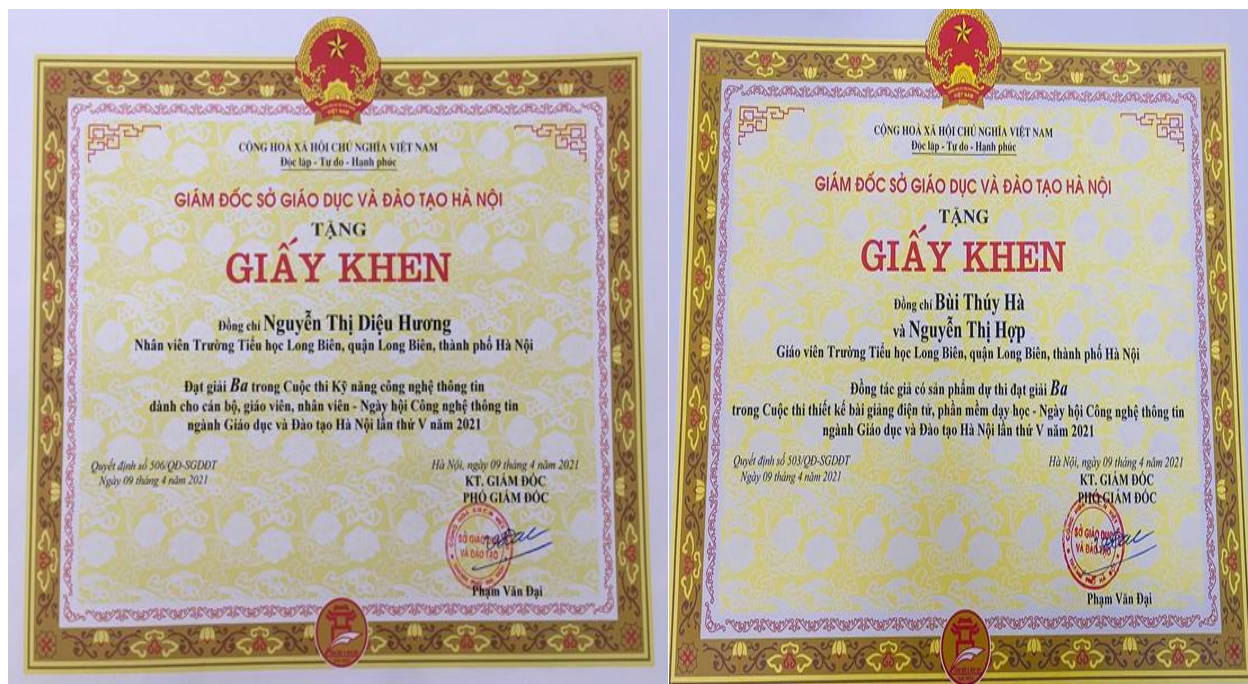 CỘNG HOÀ XÃ HỘI CHỦ NGHĨA VIỆT NAM
Độc lập - Tự do - Hạnh phúc
GIÁM ĐỐC SỞ GIÁO DỤC VÀ ĐÀO TẠO HÀ NỘI
TẶNG
GIẤY KHEN
Đồng chí Nguyễn Thị Diệu Hương
Nhân viên Trường Tiểu học Long Biên, quận Long Biên, thành phố Hà Nội
Đạt giải Ba trong Cuộc thi Kỹ năng công nghệ thông tin
dành cho cán bộ, giáo viên, nhân viên - Ngày hội Công nghệ thông tin
ngành Giáo dục và Đào tạo Hà Nội lần thứ V năm 2021
Quyết định số 506/QĐ-SGDĐT
Ngày 09 tháng 4 năm 2021
Hà Nội, ngày 09 tháng 4 năm 2021
KT. GIÁM ĐỐC
PHÓ GIÁM ĐỐC
SỞ GIÁO DỤC
VÀ ĐÀO TẠO
Phạm Văn Đại
CỘNG HOÀ XÃ HỘI CHỦ NGHĨA VIỆT NAM
Độc lập - Tự do - Hạnh phúc
GIÁM ĐỐC SỞ GIÁO DỤC VÀ ĐÀO TẠO HÀ NỘI
TẶNG
GIẤY KHEN
Đồng chí Bùi Thúy Hà
và Nguyễn Thị Hợp
Giáo viên Trường Tiểu học Long Biên, quận Long Biên, thành phố Hà Nội
Đồng tác giả có sản phẩm dự thi đạt giải Ba
trong Cuộc thi thiết kế bài giảng điện tử, phần mềm dạy học - Ngày hội Công nghệ thông tin
ngành Giáo dục và Đào tạo Hà Nội lần thứ V năm 2021
Quyết định số 503/QĐ-SGDĐT
Ngày 09 tháng 4 năm 2021
Hà Nội, ngày 09 tháng 4 năm 2021
KT. GIÁM ĐỐC
PHÓ GIÁM ĐỐC
SỞ GIÁO DỤC
VÀ ĐÀO TẠO
Phạm Văn Đại